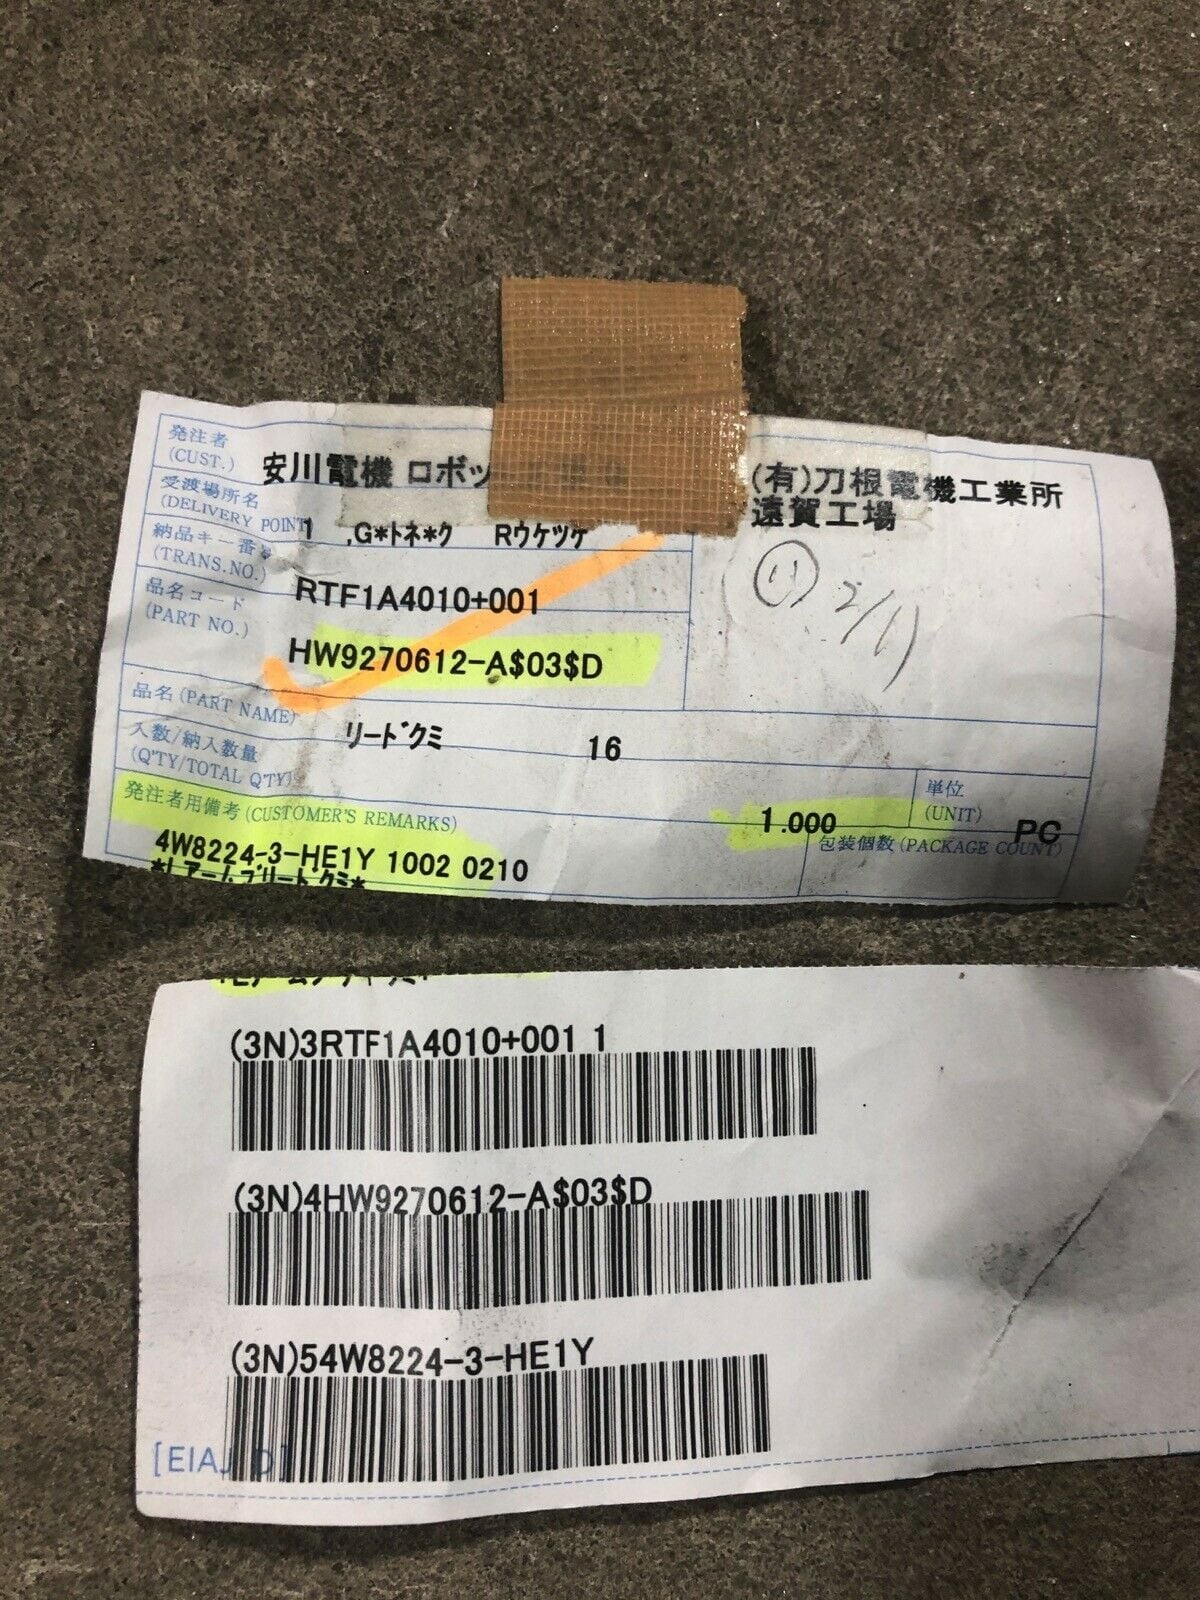 発注者
(CUST.)
安川電機 ロボッ
(有)刀根電機工業所
遠賀工場
受渡場所名
(DELIVERY POINT)
1 ,G*トネ*ク Rウケツケ
納品キー番号
(TRANS.NO.)
RTF1A4010+001
品名コード
(PART NO.)
HW9270612-A$03$D
2/1
品名(PART NAME)
リードクミ 16
入数/納入数量
(Q'TY/TOTAL Q'TY)
1.000
単位
(UNIT)
PC
発注者用備考(CUSTOMER'S REMARKS)
包装個数(PACKAGE COUNT)
4W8224-3-HE1Y 1002 0210
(3N)3RTF1A4010+001 1
(3N)4HW9270612-A$03$D
(3N)54W8224-3-HE1Y
[EIAJ D]